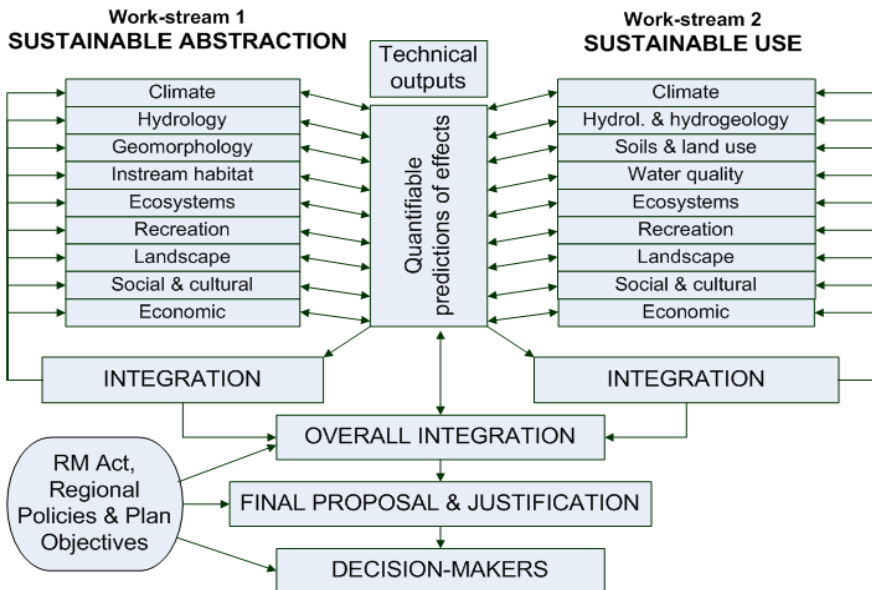 Work-stream 1
SUSTAINABLE ABSTRACTION
Technical
outputs
Work-stream 2
SUSTAINABLE USE
Climate
Hydrology
Geomorphology
Instream habitat
Ecosystems
Recreation
Landscape
Social & cultural
Economic
Quantifiable
predictions of effects
Climate
Hydrol. & hydrogeology
Soils & land use
Water quality
Ecosystems
Recreation
Landscape
Social & cultural
Economic
INTEGRATION
INTEGRATION
OVERALL INTEGRATION
RM Act,
Regional
Policies & Plan
Objectives
FINAL PROPOSAL & JUSTIFICATION
DECISION-MAKERS